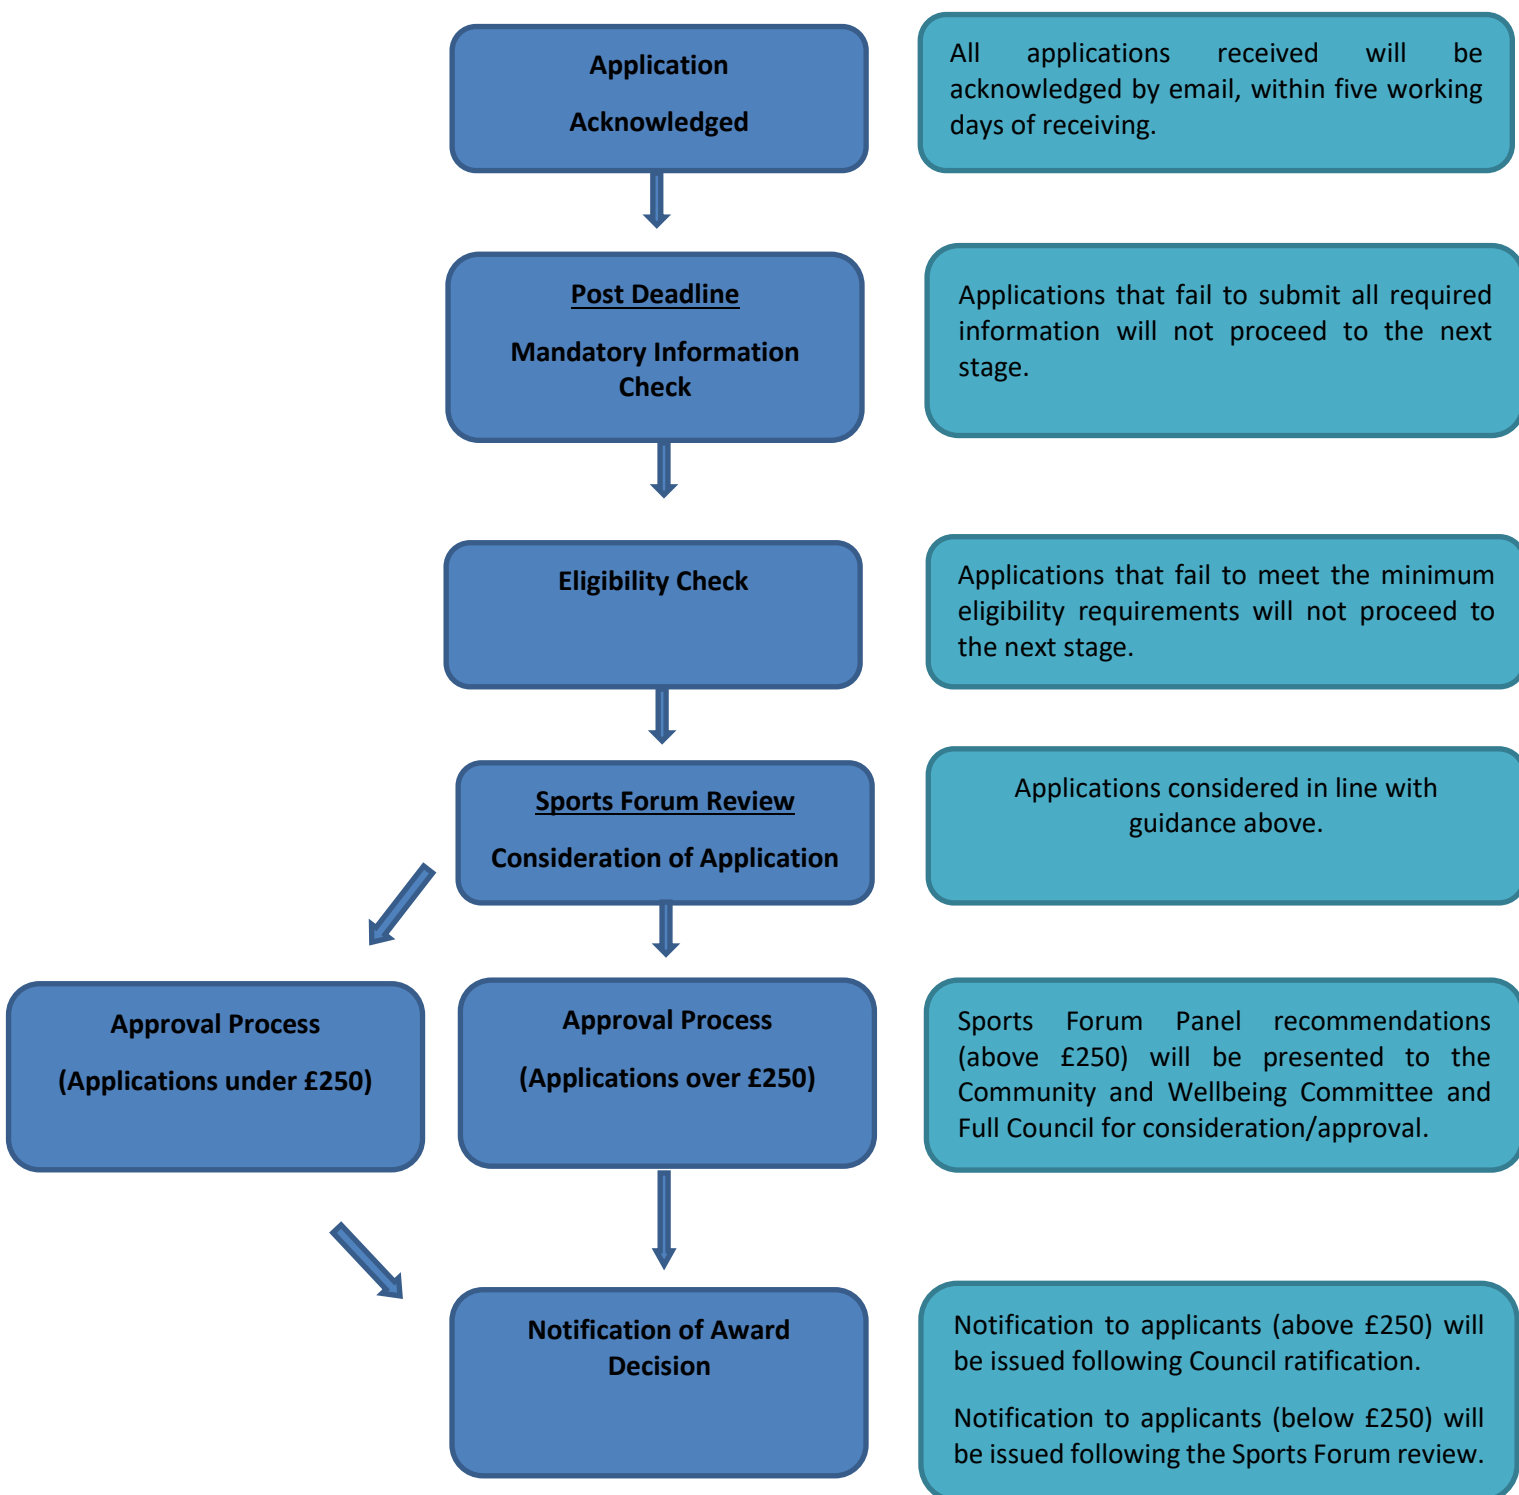 Application
Acknowledged
All applications received will be
acknowledged by email, within five working
days of receiving.
Post Deadline
Mandatory Information
Check
Applications that fail to submit all required
information will not proceed to the next
stage.
Eligibility Check
Applications that fail to meet the minimum
eligibility requirements will not proceed to
the next stage.
Sports Forum Review
Consideration of Application
Applications considered in line with
guidance above.
Approval Process
(Applications under £250)
Approval Process
(Applications over £250)
Sports Forum Panel recommendations
(above £250) will be presented to the
Community and Wellbeing Committee and
Full Council for consideration/approval.
Notification of Award
Decision
Notification to applicants (above £250) will
be issued following Council ratification.
Notification to applicants (below £250) will
be issued following the Sports Forum review.